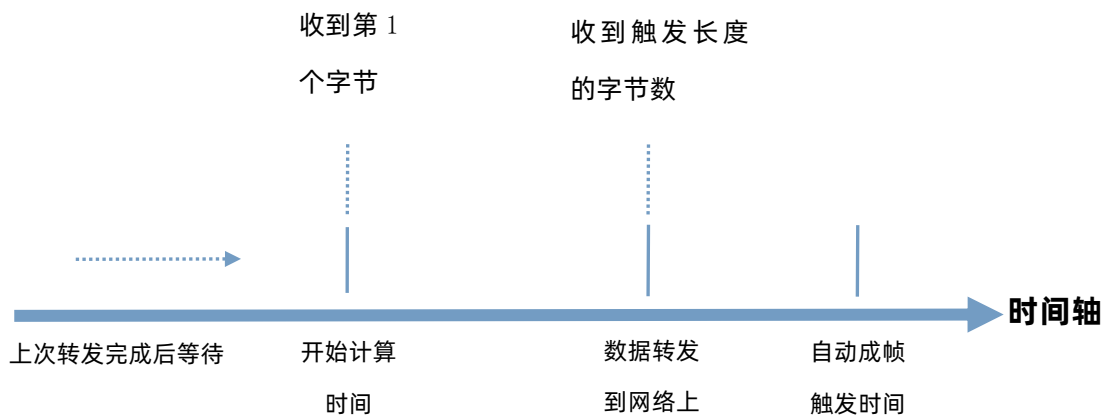 收到第 1
个字节
收到触发长度
的字节数
时间轴
上次转发完成后等待
开始计算
时间
数据转发
到网络上
自动成帧
触发时间